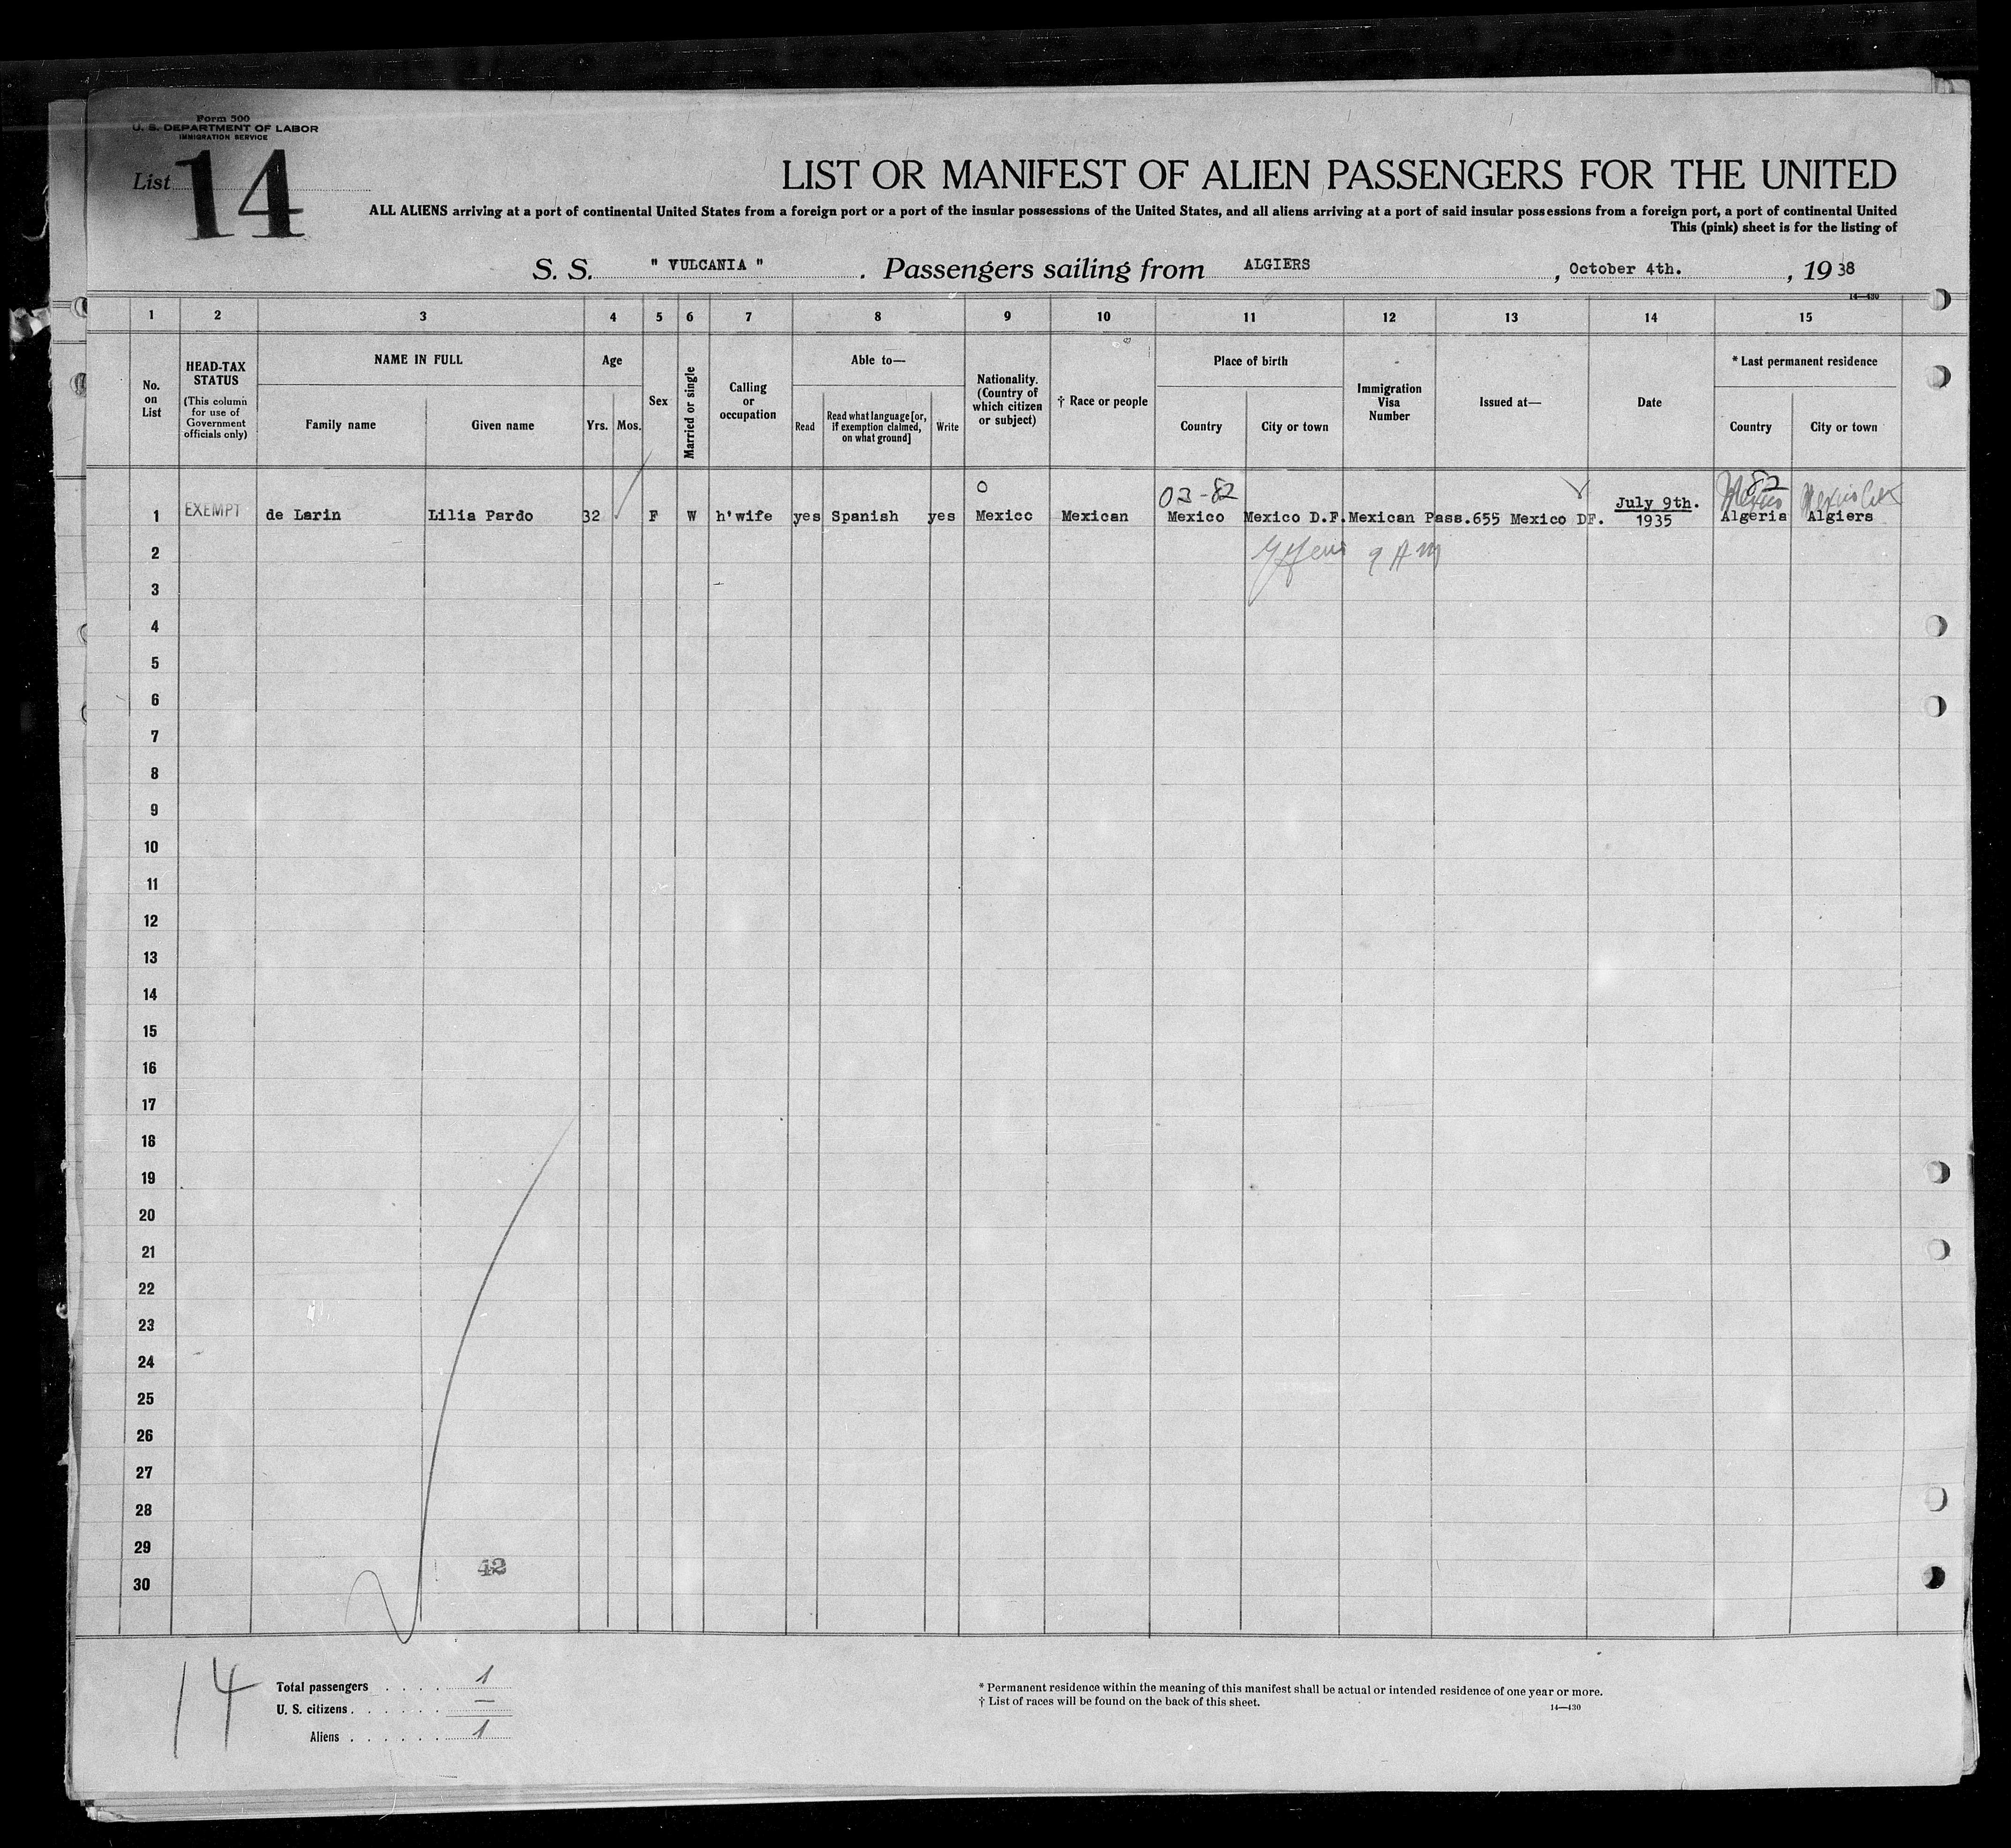 Form 500
U. S. DEPARTMENT OF LABOR
IMMIGRATION SERVICE
List 14
LIST OR MANIFEST OF ALIEN PASSENGERS FOR THE UNITED
ALL ALIENS arriving at a port of continental United States from a foreign port or a port of the insular possessions of the United States, and all aliens arriving at a port of said insular possessions from a foreign port, a port of continental United
This (pink) sheet is for the listing of
S. S. " VULCANIA " . Passengers sailing from ALGIERS , October 4th. , 19 38
14—430
1 2 3 4 5 6 7 8 9 10 11 12 13 14 15
No. on List
HEAD-TAX STATUS
(This column for use of Government officials only)
NAME IN FULL
Family name
Given name
Age
Yrs. Mos.
Sex
Married or single
Calling or occupation
Able to—
Read
Read what language [or, if exemption claimed, on what ground]
Write
Nationality. (Country of which citizen or subject)
† Race or people
Place of birth
Country
City or town
Immigration Visa Number
Issued at—
Date
* Last permanent residence
Country
City or town
03-82
82
Mexico
1 EXEMPT de Larin Lilia Pardo 32 F W h'wife yes Spanish yes Mexico Mexican Mexico Mexico D.F. Mexican Pass.655 Mexico DF. July 9th. 1935 Algeria Algiers
2 9 AM
3
4
5
6
7
8
9
10
11
12
13
14
15
16
17
18
19
20
21
22
23
24
25
26
27
28
29
42
30
14
Total passengers . . . . 1
U. S. citizens . . . . . . —
Aliens . . . . . . 1
* Permanent residence within the meaning of this manifest shall be actual or intended residence of one year or more.
† List of races will be found on the back of this sheet.
14—430